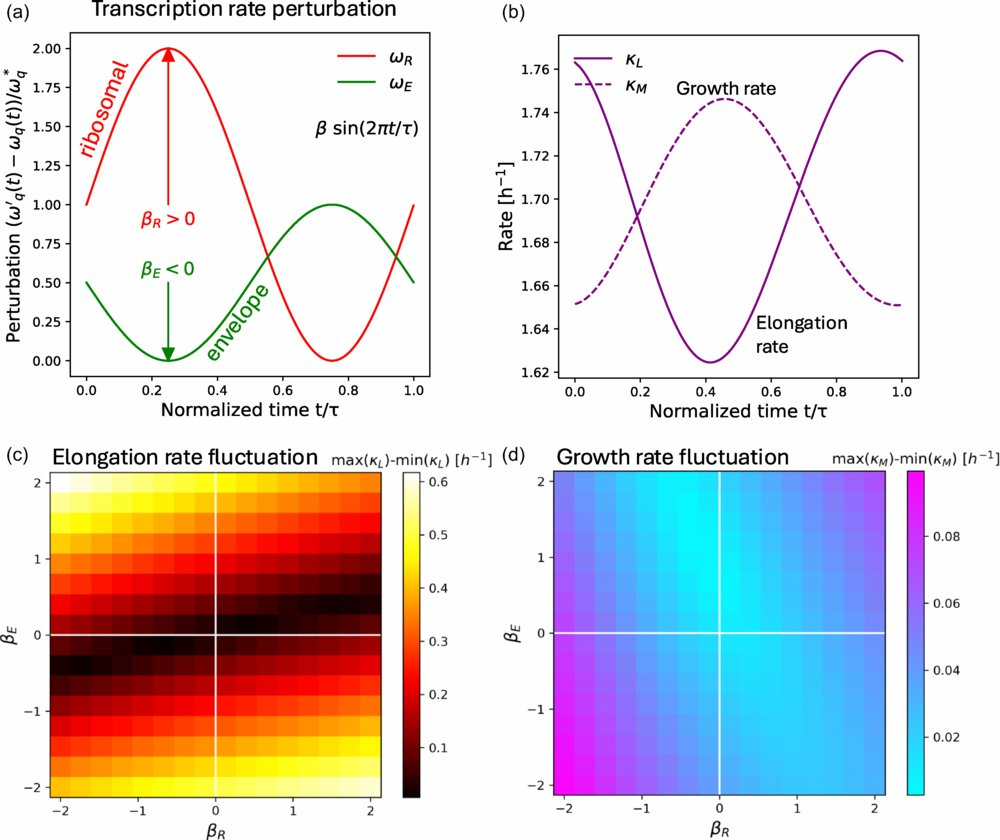 (a)
Transcription rate perturbation
Perturbation (ω′q(t) − ωq(t))/ωq*
2.00
1.75
1.50
1.25
1.00
0.75
0.50
0.25
0.00
ribosomal
ωR
ωE
β sin(2πt/τ)
βR > 0
βE < 0
envelope
0.0 0.2 0.4 0.6 0.8 1.0
Normalized time t/τ
(b)
Rate [h⁻¹]
1.76
1.74
1.72
1.70
1.68
1.66
1.64
1.62
κL
κM
Growth rate
Elongation
rate
0.0 0.2 0.4 0.6 0.8 1.0
Normalized time t/τ
(c)
Elongation rate fluctuation
max(κL)-min(κL) [h⁻¹]
βE
2
1
0
−1
−2
−2 −1 0 1 2
βR
0.6
0.5
0.4
0.3
0.2
0.1
(d)
Growth rate fluctuation
max(κM)-min(κM) [h⁻¹]
βE
2
1
0
−1
−2
−2 −1 0 1 2
βR
0.08
0.06
0.04
0.02